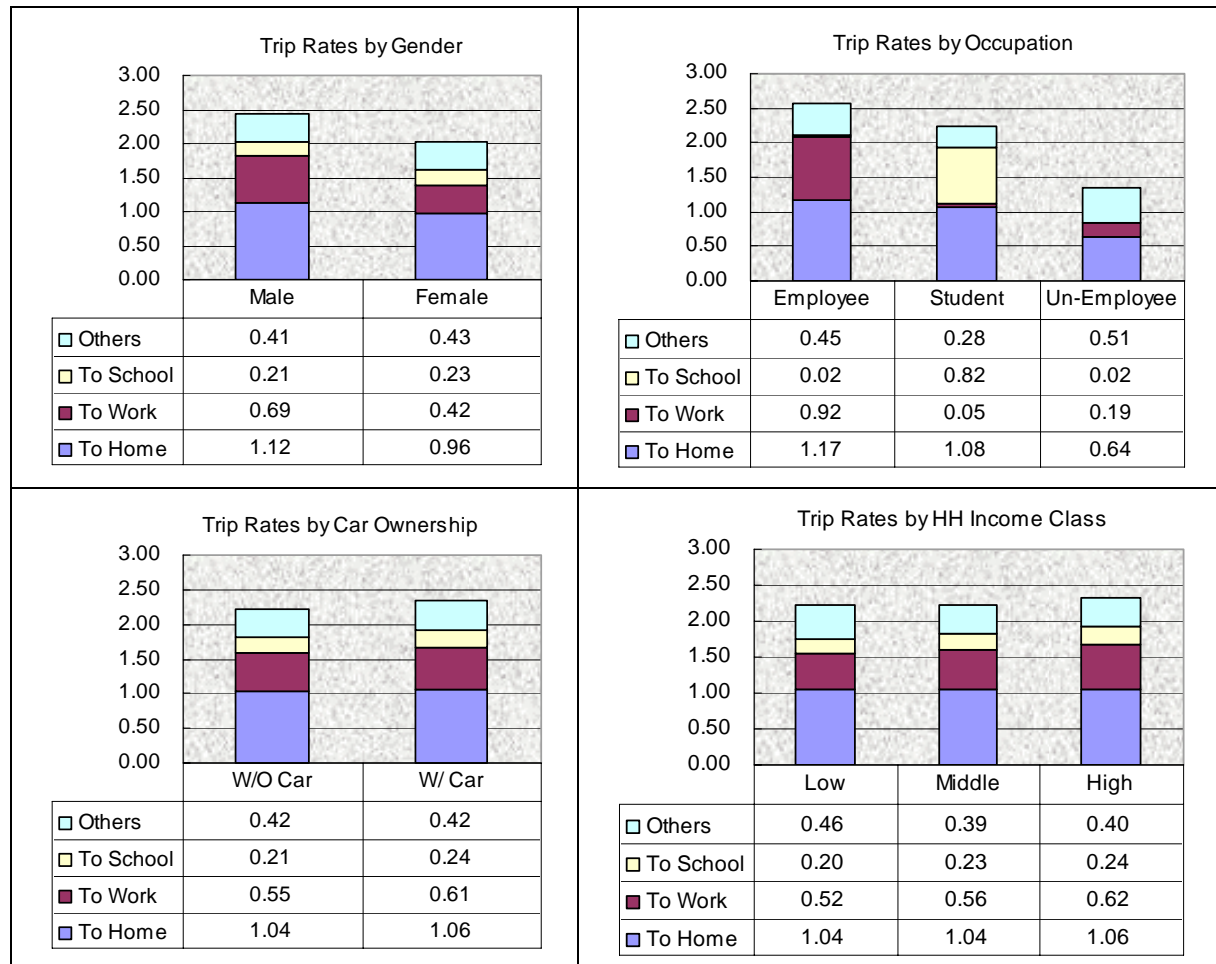 Trip Rates by Gender
3.00
2.50
2.00
1.50
1.00
0.50
0.00
Male Female
Others 0.41 0.43
To School 0.21 0.23
To Work 0.69 0.42
To Home 1.12 0.96
Trip Rates by Occupation
3.00
2.50
2.00
1.50
1.00
0.50
0.00
Employee Student Un-Employee
Others 0.45 0.28 0.51
To School 0.02 0.82 0.02
To Work 0.92 0.05 0.19
To Home 1.17 1.08 0.64
Trip Rates by Car Ownership
3.00
2.50
2.00
1.50
1.00
0.50
0.00
W/O Car W/ Car
Others 0.42 0.42
To School 0.21 0.24
To Work 0.55 0.61
To Home 1.04 1.06
Trip Rates by HH Income Class
3.00
2.50
2.00
1.50
1.00
0.50
0.00
Low Middle High
Others 0.46 0.39 0.40
To School 0.20 0.23 0.24
To Work 0.52 0.56 0.62
To Home 1.04 1.04 1.06